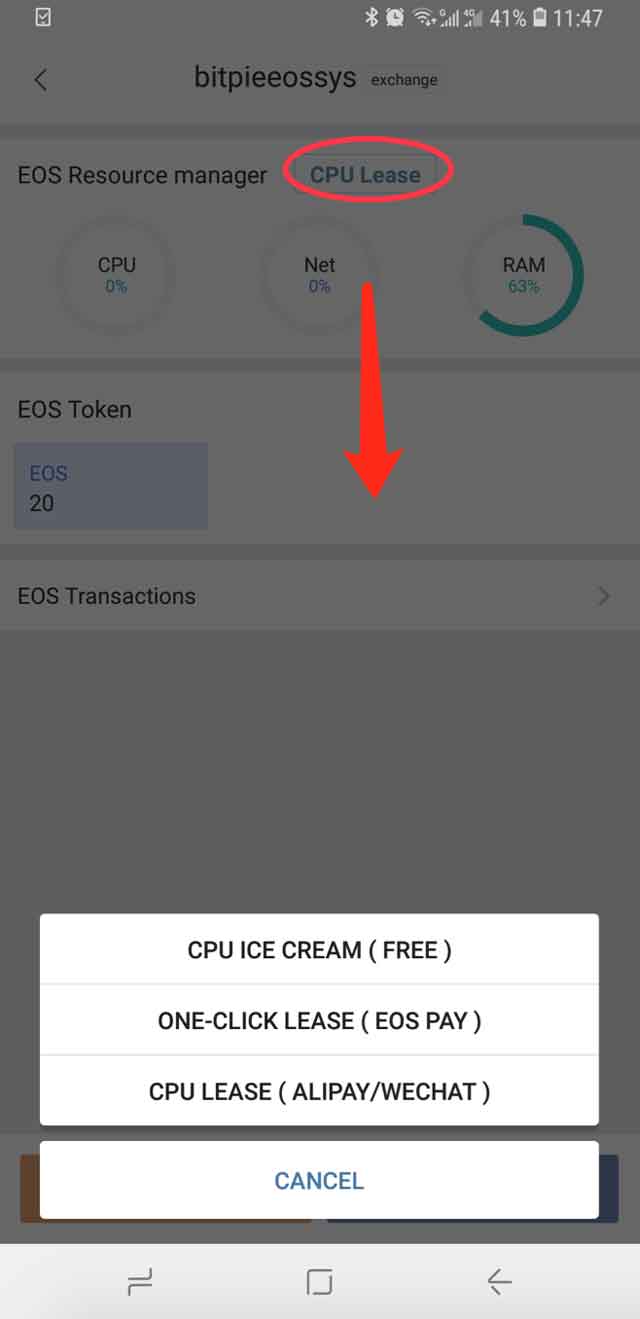 G 4G 41% 11:47
bitpieeossys exchange
EOS Resource manager CPU Lease
CPU Net RAM
0% 0% 63%
EOS Token
EOS
20
EOS Transactions
CPU ICE CREAM ( FREE )
ONE-CLICK LEASE ( EOS PAY )
CPU LEASE ( ALIPAY/WECHAT )
CANCEL